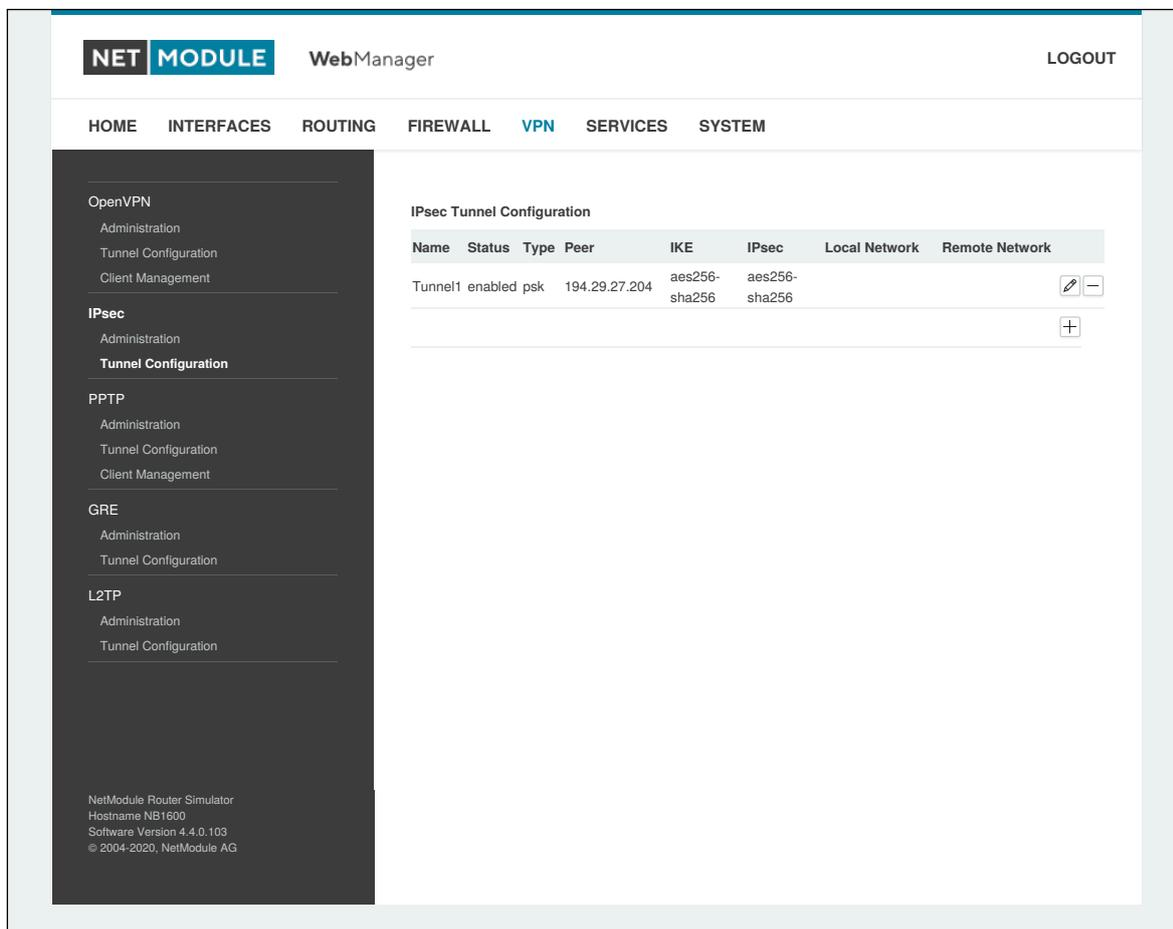 NET MODULE WebManager LOGOUT
HOME INTERFACES ROUTING FIREWALL VPN SERVICES SYSTEM
OpenVPN
Administration
Tunnel Configuration
Client Management
IPsec
Administration
Tunnel Configuration
PPTP
Administration
Tunnel Configuration
Client Management
GRE
Administration
Tunnel Configuration
L2TP
Administration
Tunnel Configuration
NetModule Router Simulator
Hostname NB1600
Software Version 4.4.0.103
© 2004-2020, NetModule AG
IPsec Tunnel Configuration
Name Status Type Peer IKE IPsec Local Network Remote Network
Tunnel1 enabled psk 194.29.27.204 aes256- aes256-
sha256 sha256